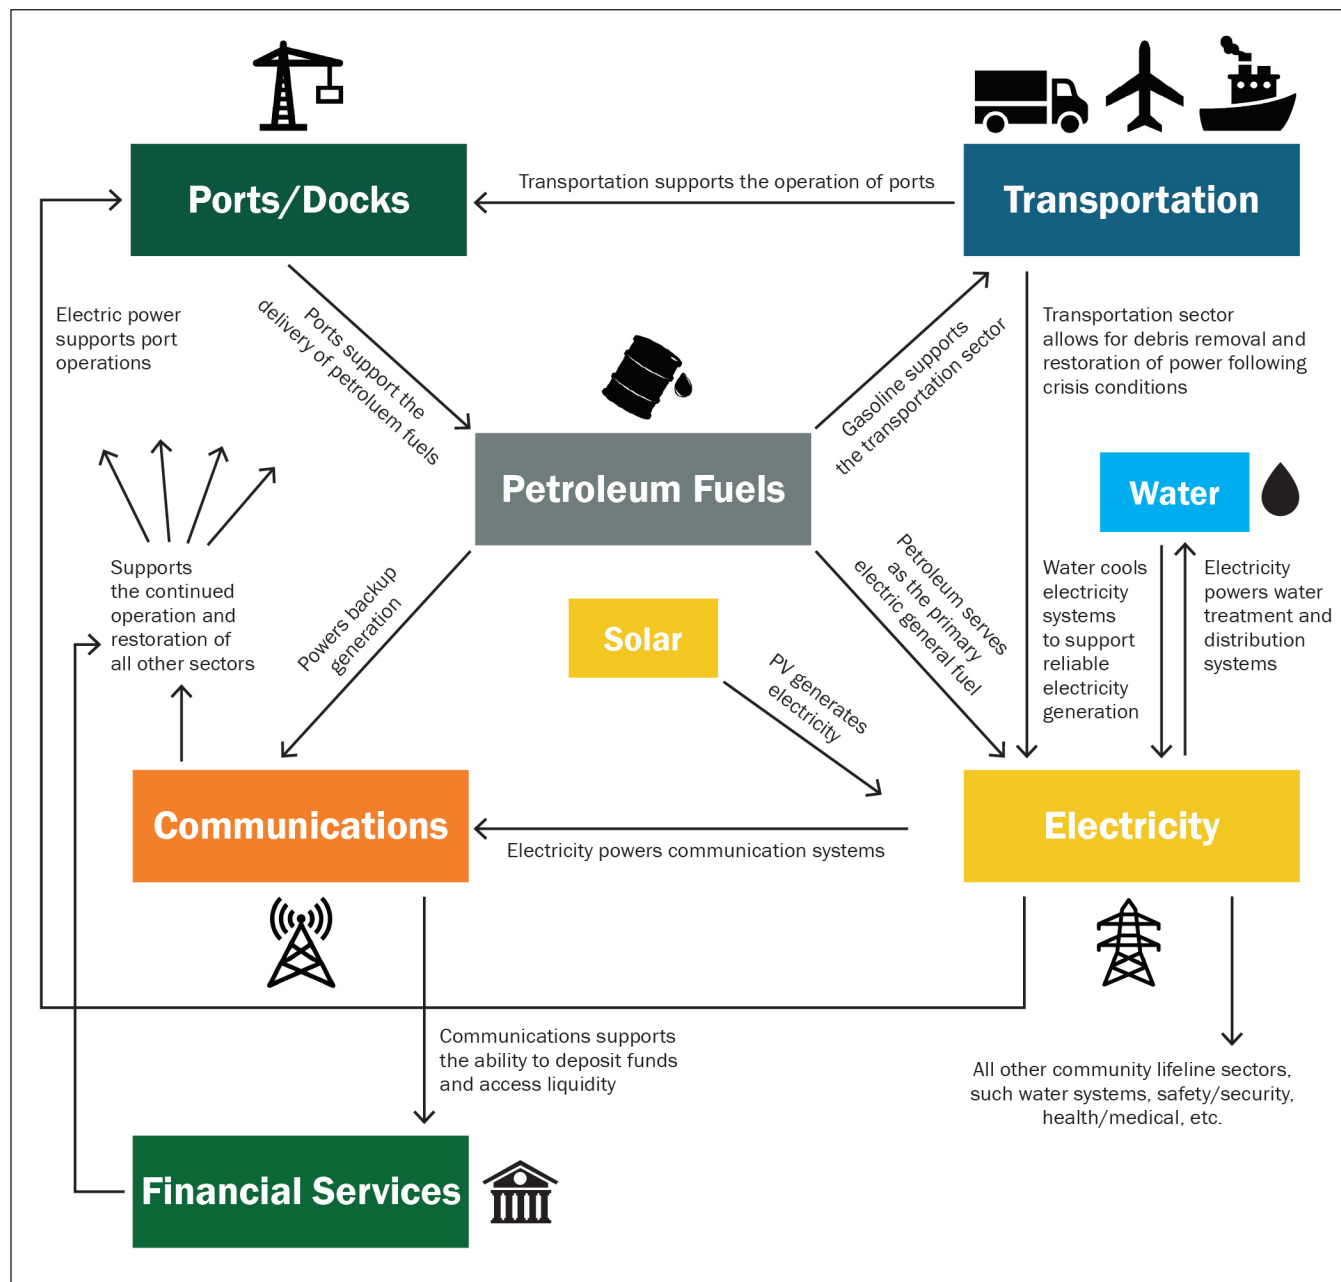 Ports/Docks
Transportation supports the operation of ports
Transportation
Electric power
supports port
operations
Ports support the
delivery of petroluem fuels
Gasoline supports
the transportation sector
Transportation sector
allows for debris removal and
restoration of power following
crisis conditions
Petroleum Fuels
Water
Supports
the continued
operation and
restoration of
all other sectors
Powers backup
generation
Solar
PV generates
electricity
Petroleum serves
as the primary
electric general fuel
Water cools
electricity
systems
to support
reliable
electricity
generation
Electricity
powers water
treatment and
distribution
systems
Communications
Electricity powers communication systems
Electricity
Communications supports
the ability to deposit funds
and access liquidity
All other community lifeline sectors,
such water systems, safety/security,
health/medical, etc.
Financial Services